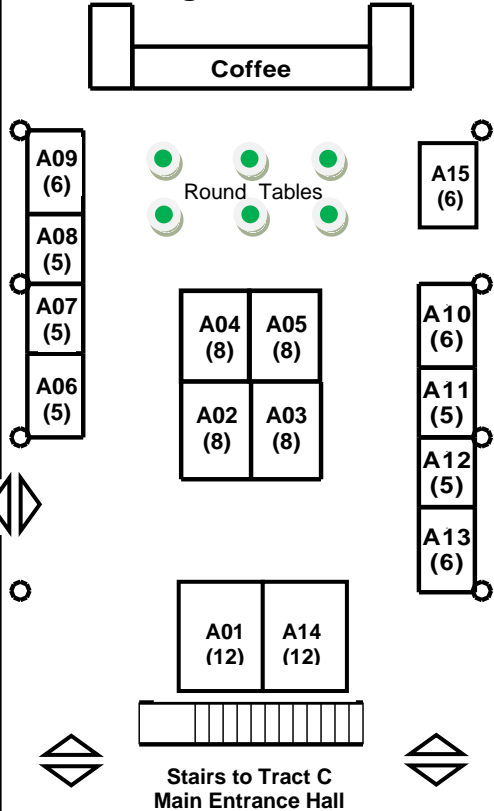 Coffee
A09
(6)
A08
(5)
A07
(5)
A06
(5)
Round Tables
A15
(6)
A04
(8)
A05
(8)
A02
(8)
A03
(8)
A10
(6)
A11
(5)
A12
(5)
A13
(6)
A01
(12)
A14
(12)
Stairs to Tract C
Main Entrance Hall